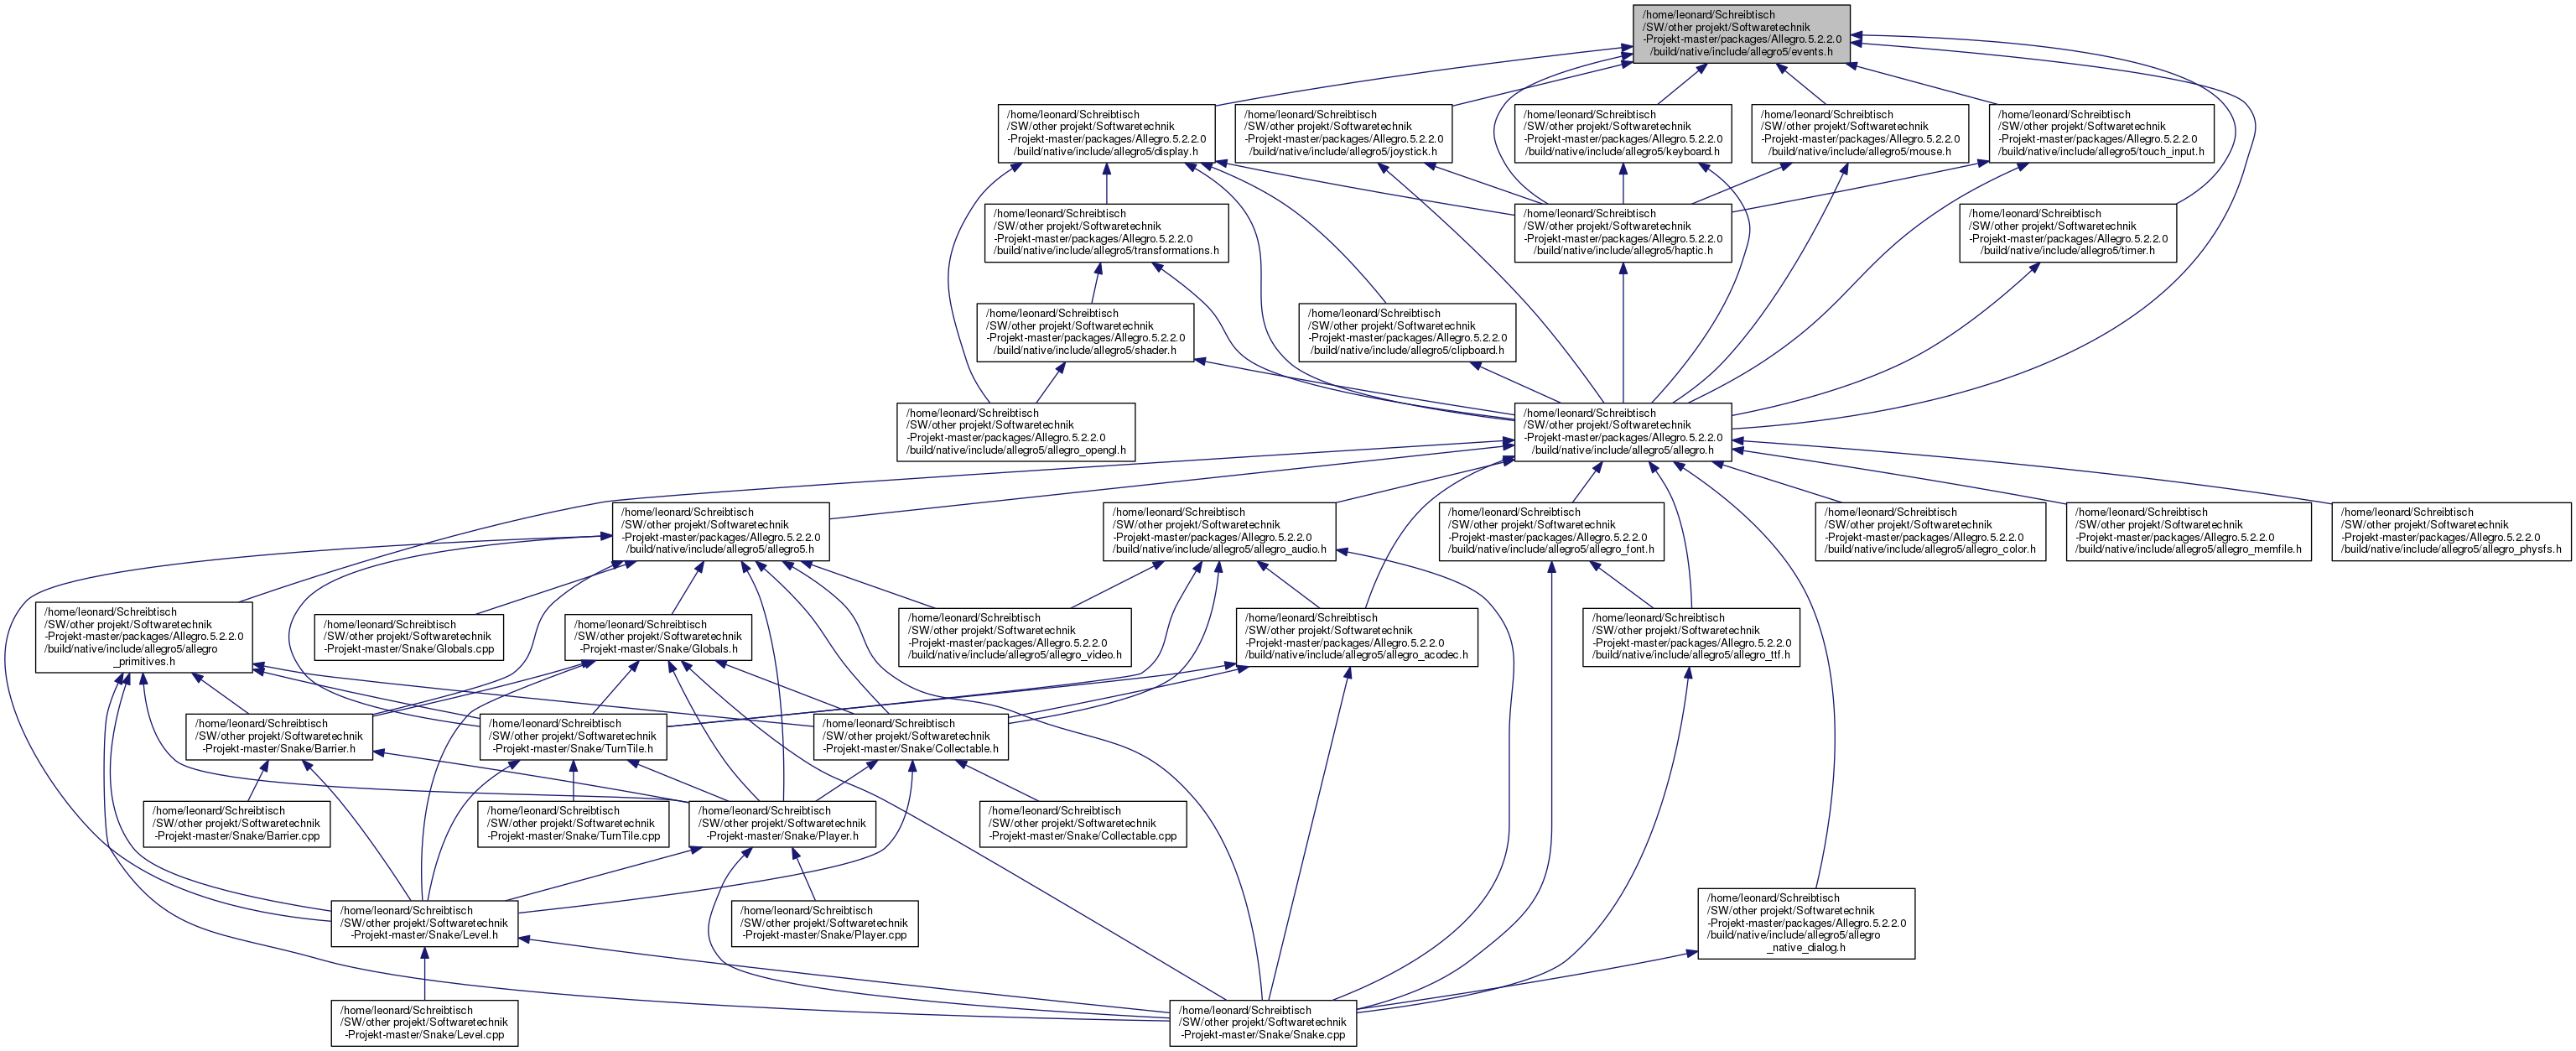 /home/leonard/Schreibtisch
/SW/other projekt/Softwaretechnik
-Projekt-master/packages/Allegro.5.2.2.0
/build/native/include/allegro5/events.h
/home/leonard/Schreibtisch
/SW/other projekt/Softwaretechnik
-Projekt-master/packages/Allegro.5.2.2.0
/build/native/include/allegro5/display.h
/home/leonard/Schreibtisch
/SW/other projekt/Softwaretechnik
-Projekt-master/packages/Allegro.5.2.2.0
/build/native/include/allegro5/joystick.h
/home/leonard/Schreibtisch
/SW/other projekt/Softwaretechnik
-Projekt-master/packages/Allegro.5.2.2.0
/build/native/include/allegro5/keyboard.h
/home/leonard/Schreibtisch
/SW/other projekt/Softwaretechnik
-Projekt-master/packages/Allegro.5.2.2.0
/build/native/include/allegro5/mouse.h
/home/leonard/Schreibtisch
/SW/other projekt/Softwaretechnik
-Projekt-master/packages/Allegro.5.2.2.0
/build/native/include/allegro5/touch_input.h
/home/leonard/Schreibtisch
/SW/other projekt/Softwaretechnik
-Projekt-master/packages/Allegro.5.2.2.0
/build/native/include/allegro5/transformations.h
/home/leonard/Schreibtisch
/SW/other projekt/Softwaretechnik
-Projekt-master/packages/Allegro.5.2.2.0
/build/native/include/allegro5/haptic.h
/home/leonard/Schreibtisch
/SW/other projekt/Softwaretechnik
-Projekt-master/packages/Allegro.5.2.2.0
/build/native/include/allegro5/timer.h
/home/leonard/Schreibtisch
/SW/other projekt/Softwaretechnik
-Projekt-master/packages/Allegro.5.2.2.0
/build/native/include/allegro5/shader.h
/home/leonard/Schreibtisch
/SW/other projekt/Softwaretechnik
-Projekt-master/packages/Allegro.5.2.2.0
/build/native/include/allegro5/clipboard.h
/home/leonard/Schreibtisch
/SW/other projekt/Softwaretechnik
-Projekt-master/packages/Allegro.5.2.2.0
/build/native/include/allegro5/allegro_opengl.h
/home/leonard/Schreibtisch
/SW/other projekt/Softwaretechnik
-Projekt-master/packages/Allegro.5.2.2.0
/build/native/include/allegro5/allegro.h
/home/leonard/Schreibtisch
/SW/other projekt/Softwaretechnik
-Projekt-master/packages/Allegro.5.2.2.0
/build/native/include/allegro5/allegro5.h
/home/leonard/Schreibtisch
/SW/other projekt/Softwaretechnik
-Projekt-master/packages/Allegro.5.2.2.0
/build/native/include/allegro5/allegro_audio.h
/home/leonard/Schreibtisch
/SW/other projekt/Softwaretechnik
-Projekt-master/packages/Allegro.5.2.2.0
/build/native/include/allegro5/allegro_font.h
/home/leonard/Schreibtisch
/SW/other projekt/Softwaretechnik
-Projekt-master/packages/Allegro.5.2.2.0
/build/native/include/allegro5/allegro_color.h
/home/leonard/Schreibtisch
/SW/other projekt/Softwaretechnik
-Projekt-master/packages/Allegro.5.2.2.0
/build/native/include/allegro5/allegro_memfile.h
/home/leonard/Schreibtisch
/SW/other projekt/Softwaretechnik
-Projekt-master/packages/Allegro.5.2.2.0
/build/native/include/allegro5/allegro_physfs.h
/home/leonard/Schreibtisch
/SW/other projekt/Softwaretechnik
-Projekt-master/packages/Allegro.5.2.2.0
/build/native/include/allegro5/allegro
_primitives.h
/home/leonard/Schreibtisch
/SW/other projekt/Softwaretechnik
-Projekt-master/Snake/Globals.cpp
/home/leonard/Schreibtisch
/SW/other projekt/Softwaretechnik
-Projekt-master/Snake/Globals.h
/home/leonard/Schreibtisch
/SW/other projekt/Softwaretechnik
-Projekt-master/packages/Allegro.5.2.2.0
/build/native/include/allegro5/allegro_video.h
/home/leonard/Schreibtisch
/SW/other projekt/Softwaretechnik
-Projekt-master/packages/Allegro.5.2.2.0
/build/native/include/allegro5/allegro_acodec.h
/home/leonard/Schreibtisch
/SW/other projekt/Softwaretechnik
-Projekt-master/packages/Allegro.5.2.2.0
/build/native/include/allegro5/allegro_ttf.h
/home/leonard/Schreibtisch
/SW/other projekt/Softwaretechnik
-Projekt-master/Snake/Barrier.h
/home/leonard/Schreibtisch
/SW/other projekt/Softwaretechnik
-Projekt-master/Snake/TurnTile.h
/home/leonard/Schreibtisch
/SW/other projekt/Softwaretechnik
-Projekt-master/Snake/Collectable.h
/home/leonard/Schreibtisch
/SW/other projekt/Softwaretechnik
-Projekt-master/Snake/Barrier.cpp
/home/leonard/Schreibtisch
/SW/other projekt/Softwaretechnik
-Projekt-master/Snake/TurnTile.cpp
/home/leonard/Schreibtisch
/SW/other projekt/Softwaretechnik
-Projekt-master/Snake/Player.h
/home/leonard/Schreibtisch
/SW/other projekt/Softwaretechnik
-Projekt-master/Snake/Collectable.cpp
/home/leonard/Schreibtisch
/SW/other projekt/Softwaretechnik
-Projekt-master/Snake/Level.h
/home/leonard/Schreibtisch
/SW/other projekt/Softwaretechnik
-Projekt-master/Snake/Player.cpp
/home/leonard/Schreibtisch
/SW/other projekt/Softwaretechnik
-Projekt-master/packages/Allegro.5.2.2.0
/build/native/include/allegro5/allegro
_native_dialog.h
/home/leonard/Schreibtisch
/SW/other projekt/Softwaretechnik
-Projekt-master/Snake/Level.cpp
/home/leonard/Schreibtisch
/SW/other projekt/Softwaretechnik
-Projekt-master/Snake/Snake.cpp